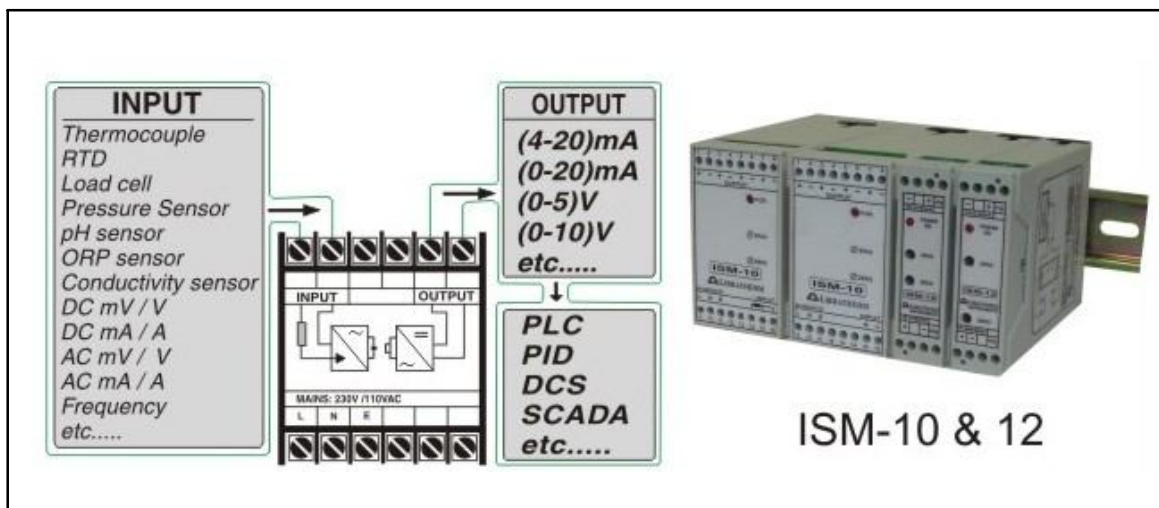 INPUT
Thermocouple
RTD
Load cell
Pressure Sensor
pH sensor
ORP sensor
Conductivity sensor
DC mV / V
DC mA / A
AC mV / V
AC mA / A
Frequency
etc.....
INPUT OUTPUT
MAINS: 230V /110VAC
L N E
OUTPUT
(4-20)mA
(0-20)mA
(0-5)V
(0-10)V
etc.....
PLC
PID
DCS
SCADA
etc.....
ISM-10
ISM-10
ISM-12
ISM-10 & 12